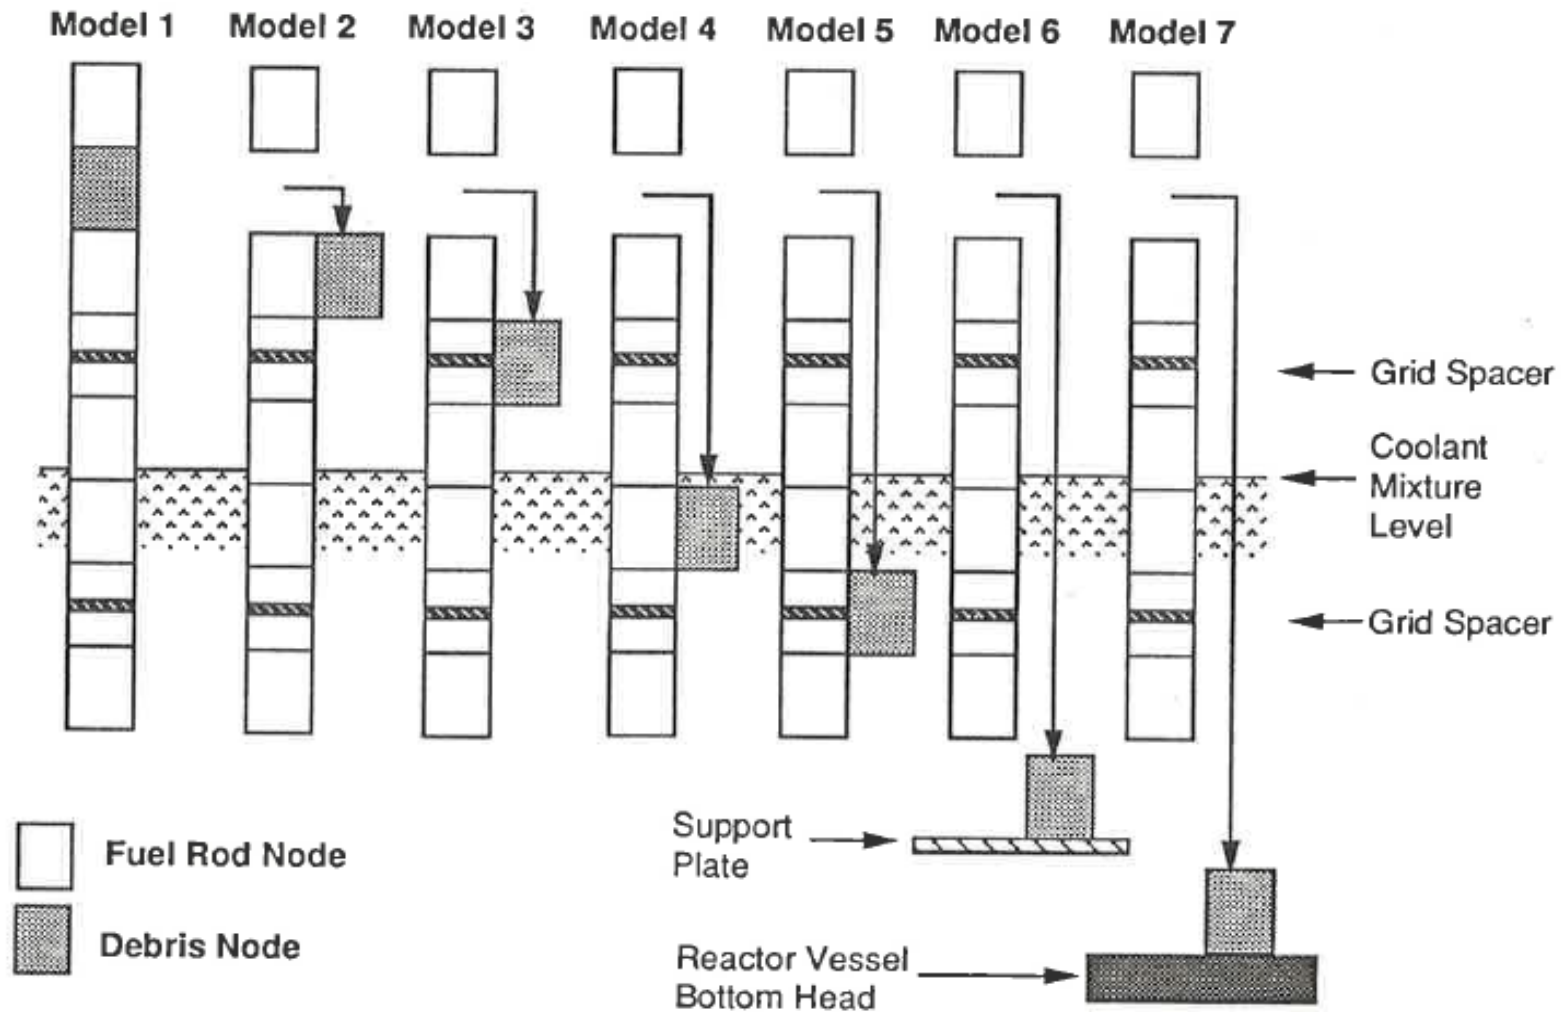 Model 1 Model 2 Model 3 Model 4 Model 5 Model 6 Model 7
Grid Spacer
Coolant
Mixture
Level
Grid Spacer
Support
Plate
Fuel Rod Node
Debris Node
Reactor Vessel
Bottom Head